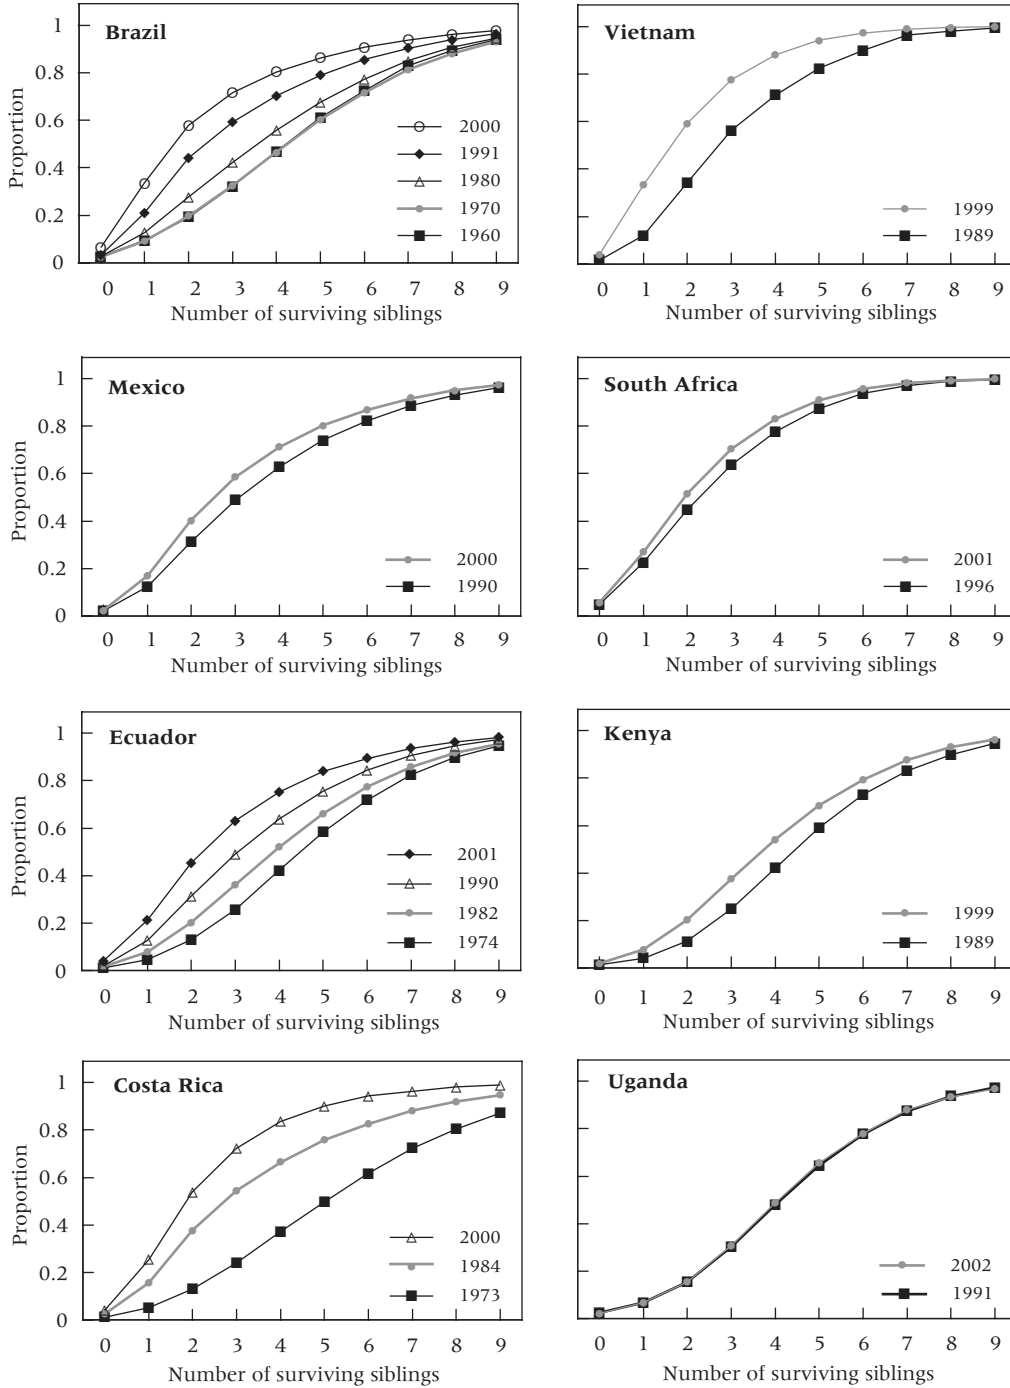 Brazil
Proportion
1
0.8
0.6
0.4
0.2
0
2000
1991
1980
1970
1960
0 1 2 3 4 5 6 7 8 9
Number of surviving siblings
Vietnam
1999
1989
0 1 2 3 4 5 6 7 8 9
Number of surviving siblings
Mexico
Proportion
1
0.8
0.6
0.4
0.2
0
2000
1990
0 1 2 3 4 5 6 7 8 9
Number of surviving siblings
South Africa
2001
1996
0 1 2 3 4 5 6 7 8 9
Number of surviving siblings
Ecuador
Proportion
1
0.8
0.6
0.4
0.2
0
2001
1990
1982
1974
0 1 2 3 4 5 6 7 8 9
Number of surviving siblings
Kenya
1999
1989
0 1 2 3 4 5 6 7 8 9
Number of surviving siblings
Costa Rica
Proportion
1
0.8
0.6
0.4
0.2
0
2000
1984
1973
0 1 2 3 4 5 6 7 8 9
Number of surviving siblings
Uganda
2002
1991
0 1 2 3 4 5 6 7 8 9
Number of surviving siblings